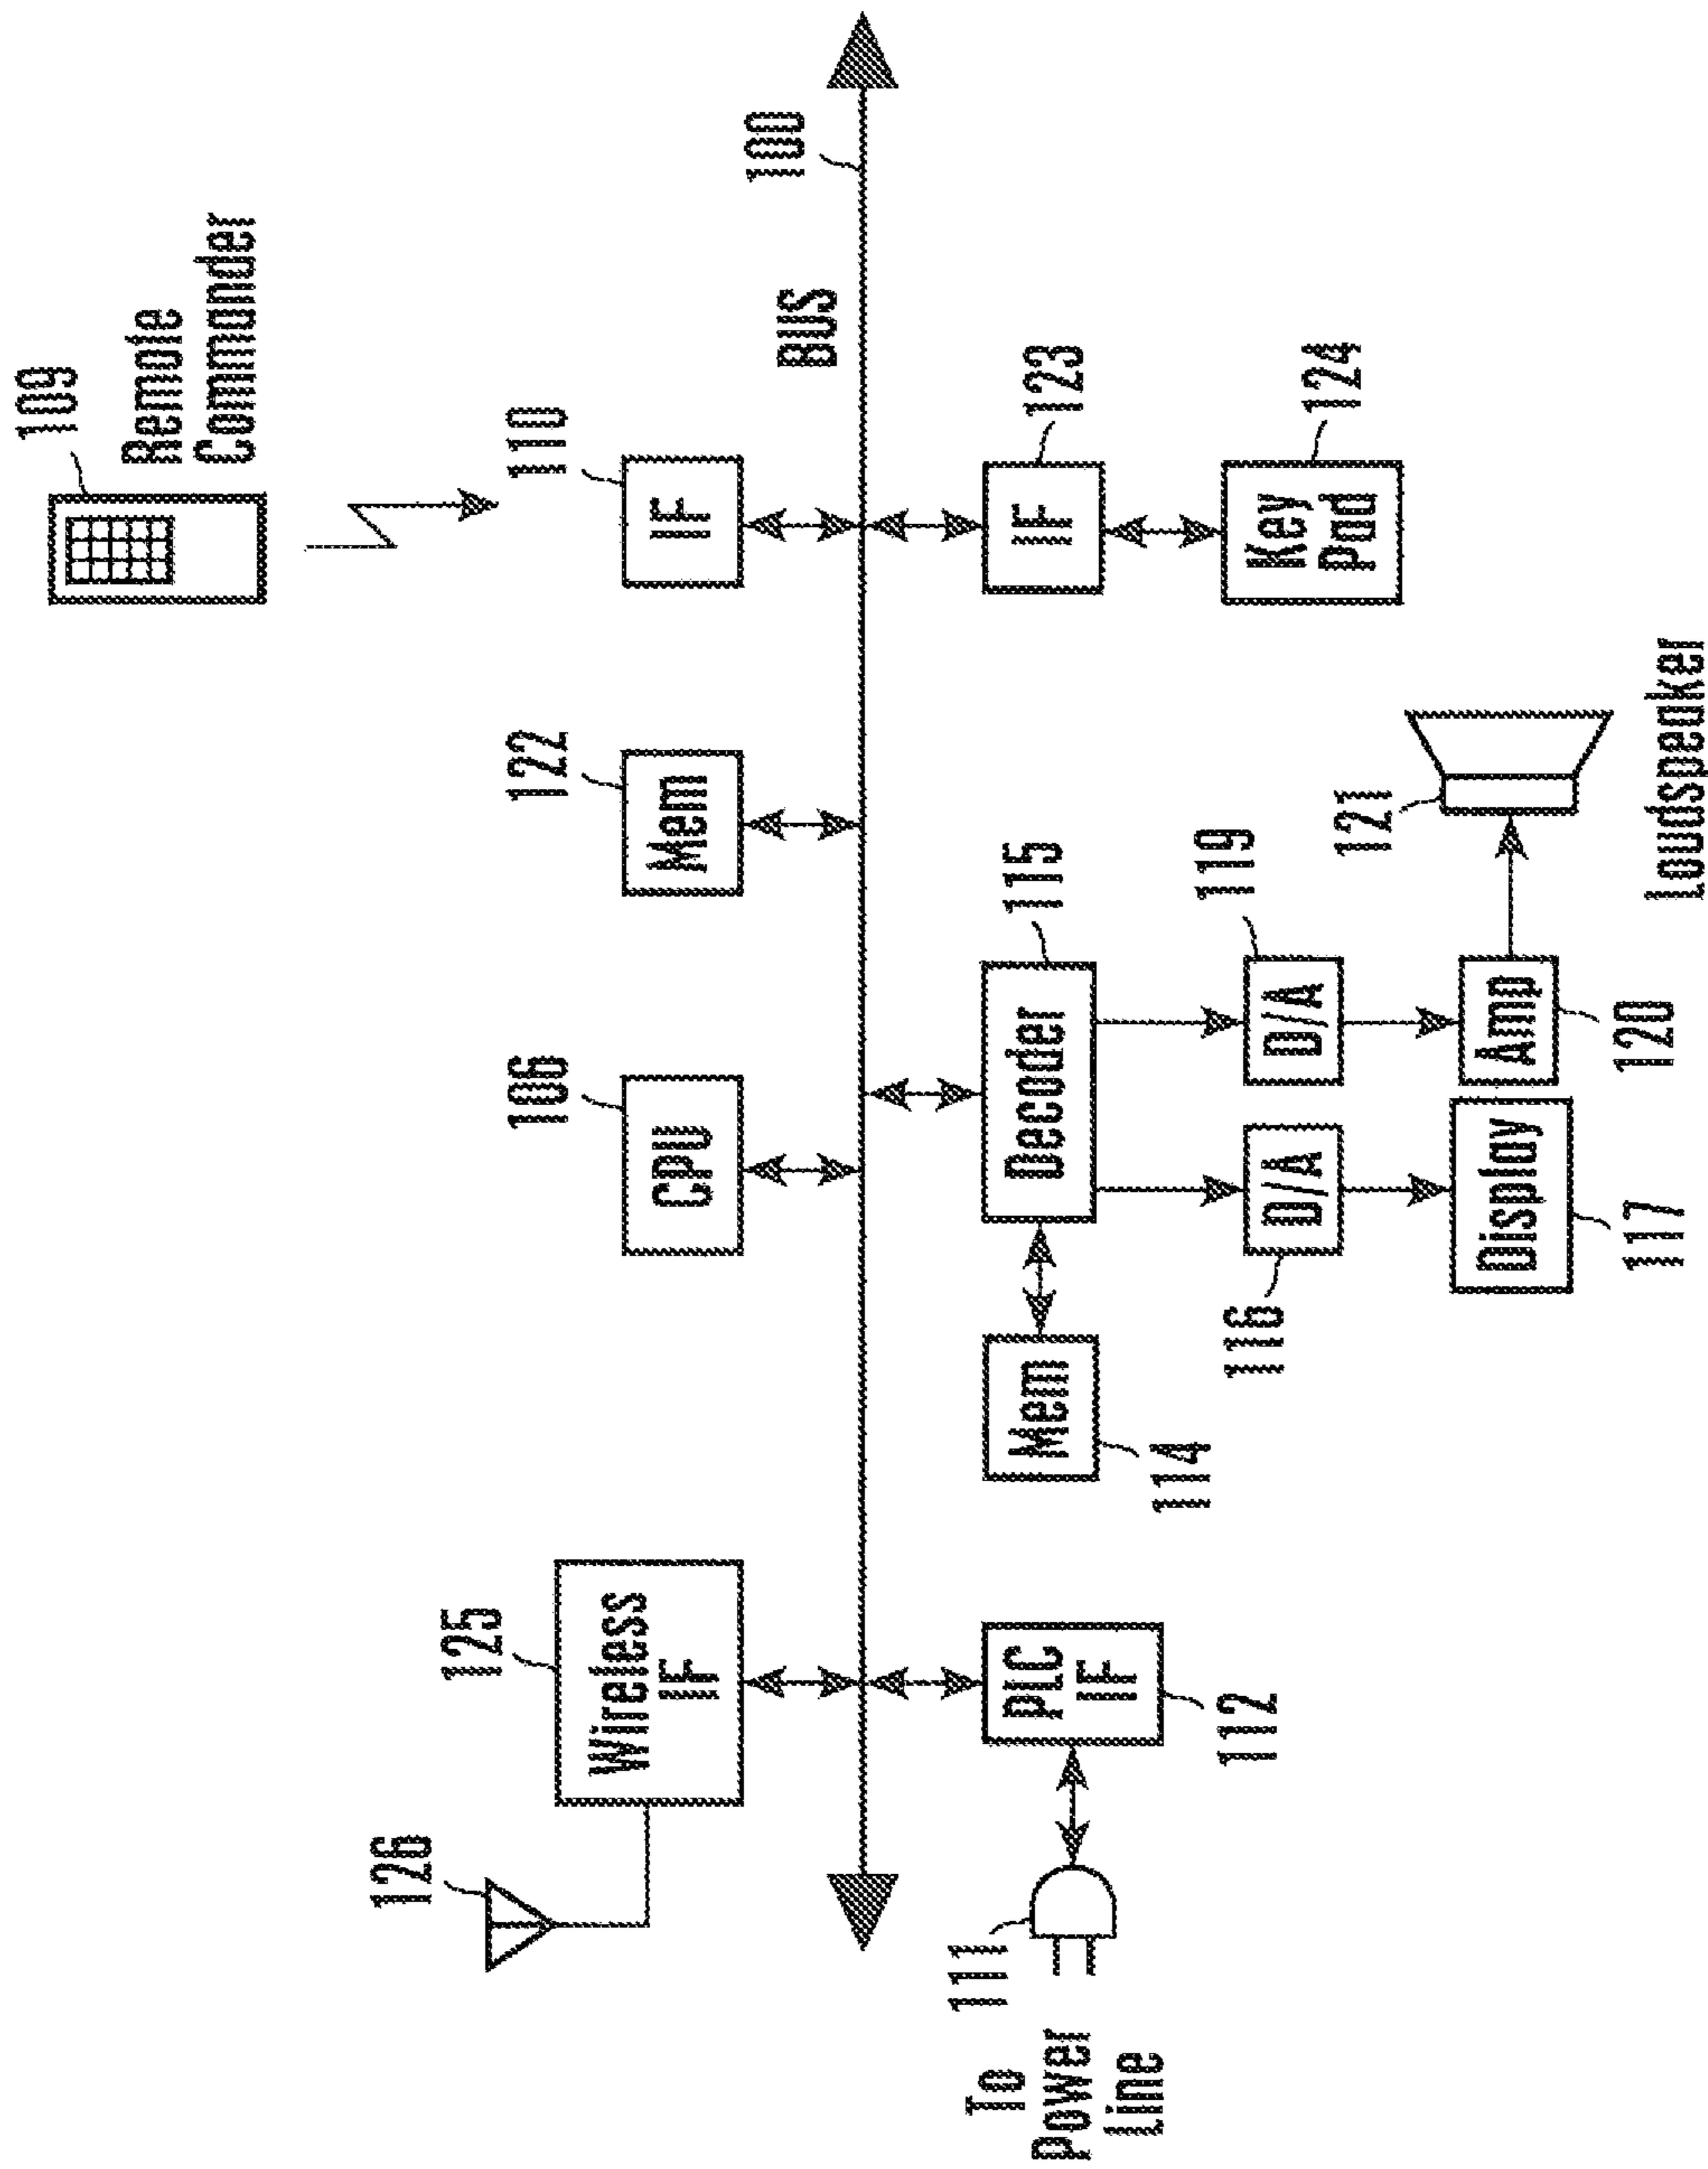 109
Remote
Commander
126
125
Wireless
IF
106
CPU
122
Mem
110
IF
BUS
100
To
Power
Line
111
PLC
IF
112
Mem
114
Decoder
115
IF
123
Key
Pad
124
116
D/A
D/A
119
Display
117
Amp
120
121
Loudspeaker